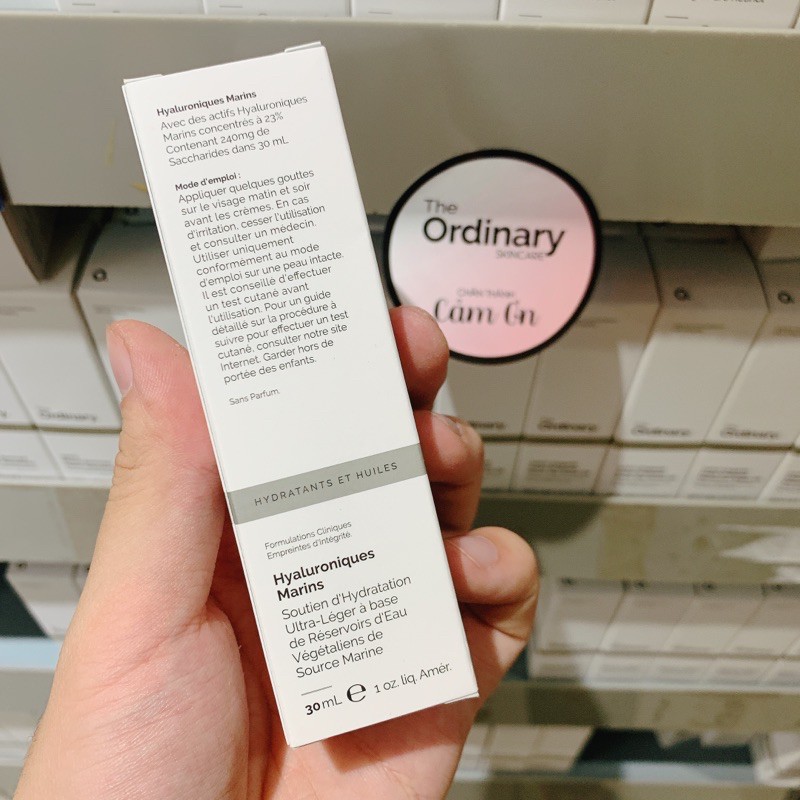 Hyaluroniques Marins
Avec des actifs Hyaluroniques
Marins concentrés à 23%
Contenant 240mg de
Saccharides dans 30 mL
Mode d'emploi :
Appliquer quelques gouttes
sur le visage matin et soir
avant les crèmes. En cas
d'irritation, cesser l'utilisation
et consulter un médecin.
Utiliser uniquement
conformément au mode
d'emploi sur une peau intacte.
Il est conseillé d'effectuer
un test cutané avant
l'utilisation. Pour un guide
détaillé sur la procédure à
suivre pour effectuer un test
cutané, consulter notre site
Internet. Garder hors de
portée des enfants.
Sans Parfum.
HYDRATANTS ET HUILES
Formulations Cliniques
Empreintes d'Intégrité.
Hyaluroniques
Marins
Soutien d'Hydratation
Ultra-Léger à base
de Réservoirs d'Eau
Végétaliens de
Source Marine
30 mL e 1 oz. liq. Amér.
The
Ordinary
SKINCARE
Chân thành
Cảm Ơn
Ordinary
Ordinary
Ordinary
Ordinary